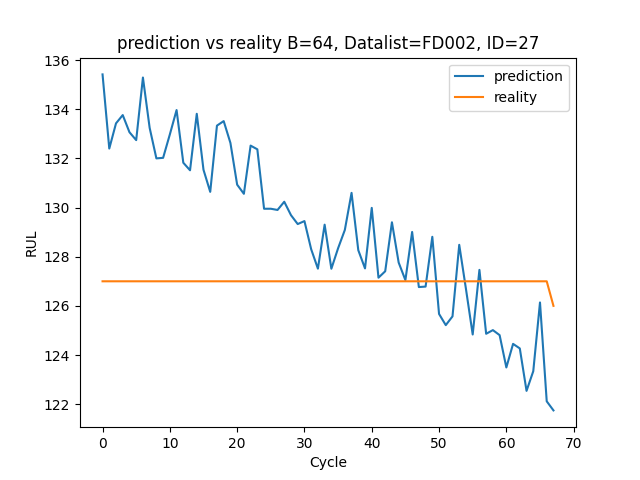 prediction vs reality B=64, Datalist=FD002, ID=27
136
134
132
130
128
126
124
122
RUL
prediction
reality
0 10 20 30 40 50 60 70
Cycle